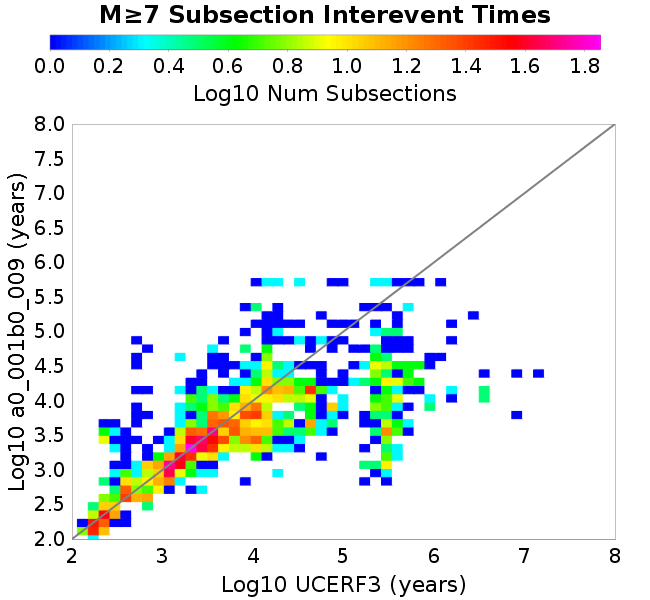 M≥7 Subsection Interevent Times
0.0 0.2 0.4 0.6 0.8 1.0 1.2 1.4 1.6 1.8
Log10 Num Subsections
Log10 a0_001b0_009 (years)
8.0
7.5
7.0
6.5
6.0
5.5
5.0
4.5
4.0
3.5
3.0
2.5
2.0
2 3 4 5 6 7 8
Log10 UCERF3 (years)